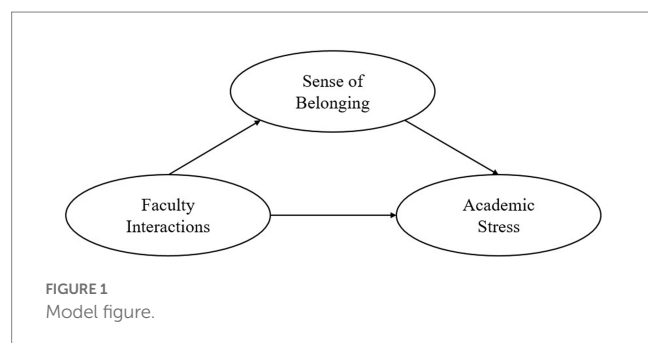 Sense of
Belonging
Faculty
Interactions
Academic
Stress
FIGURE 1
Model figure.